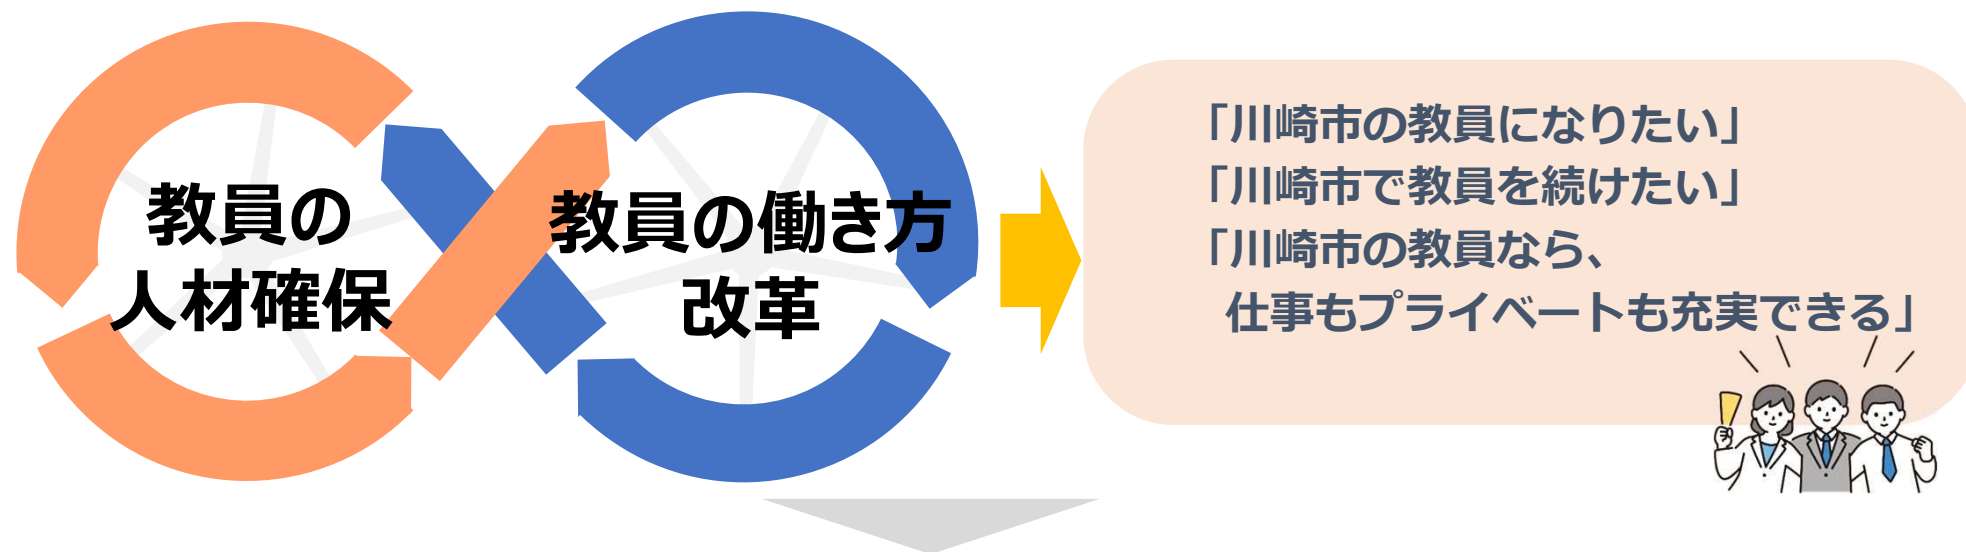 教員の
人材確保
教員の働き方
改革
「川崎市の教員になりたい」
「川崎市で教員を続けたい」
「川崎市の教員なら、
仕事もプライベートも充実できる」